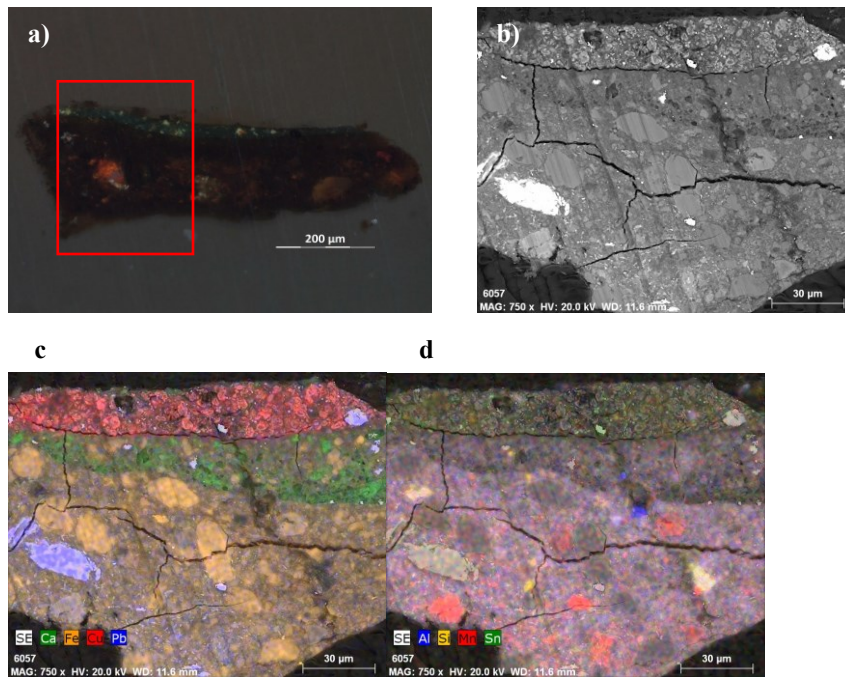 a)
200 µm
b)
6057
MAG: 750 x HV: 20.0 kV WD: 11.6 mm
30 µm
c
d
SE Ca Fe Cu Pb
6057
MAG: 750 x HV: 20.0 kV WD: 11.6 mm
30 µm
SE Al Si Mn Sn
6057
MAG: 750 x HV: 20.0 kV WD: 11.6 mm
30 µm